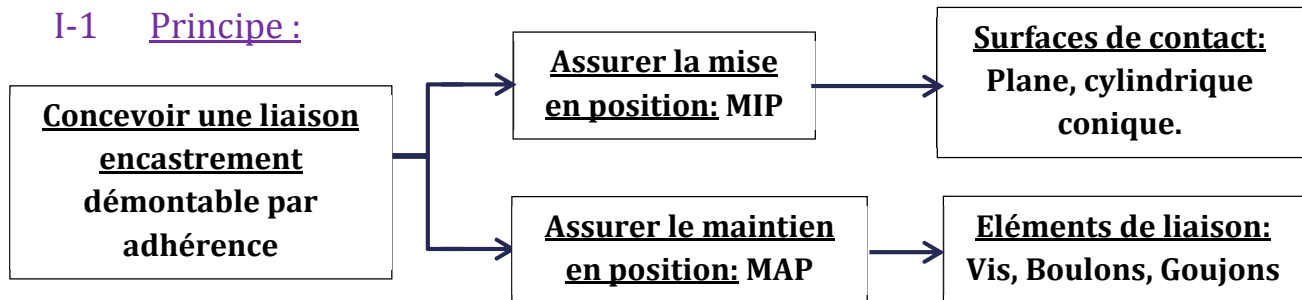 I-1 Principe :
Concevoir une liaison
encastrement
démontable par
adhérence
Assurer la mise
en position: MIP
Surfaces de contact:
Plane, cylindrique
conique.
Assurer le maintien
en position: MAP
Eléments de liaison:
Vis, Boulons, Goujons